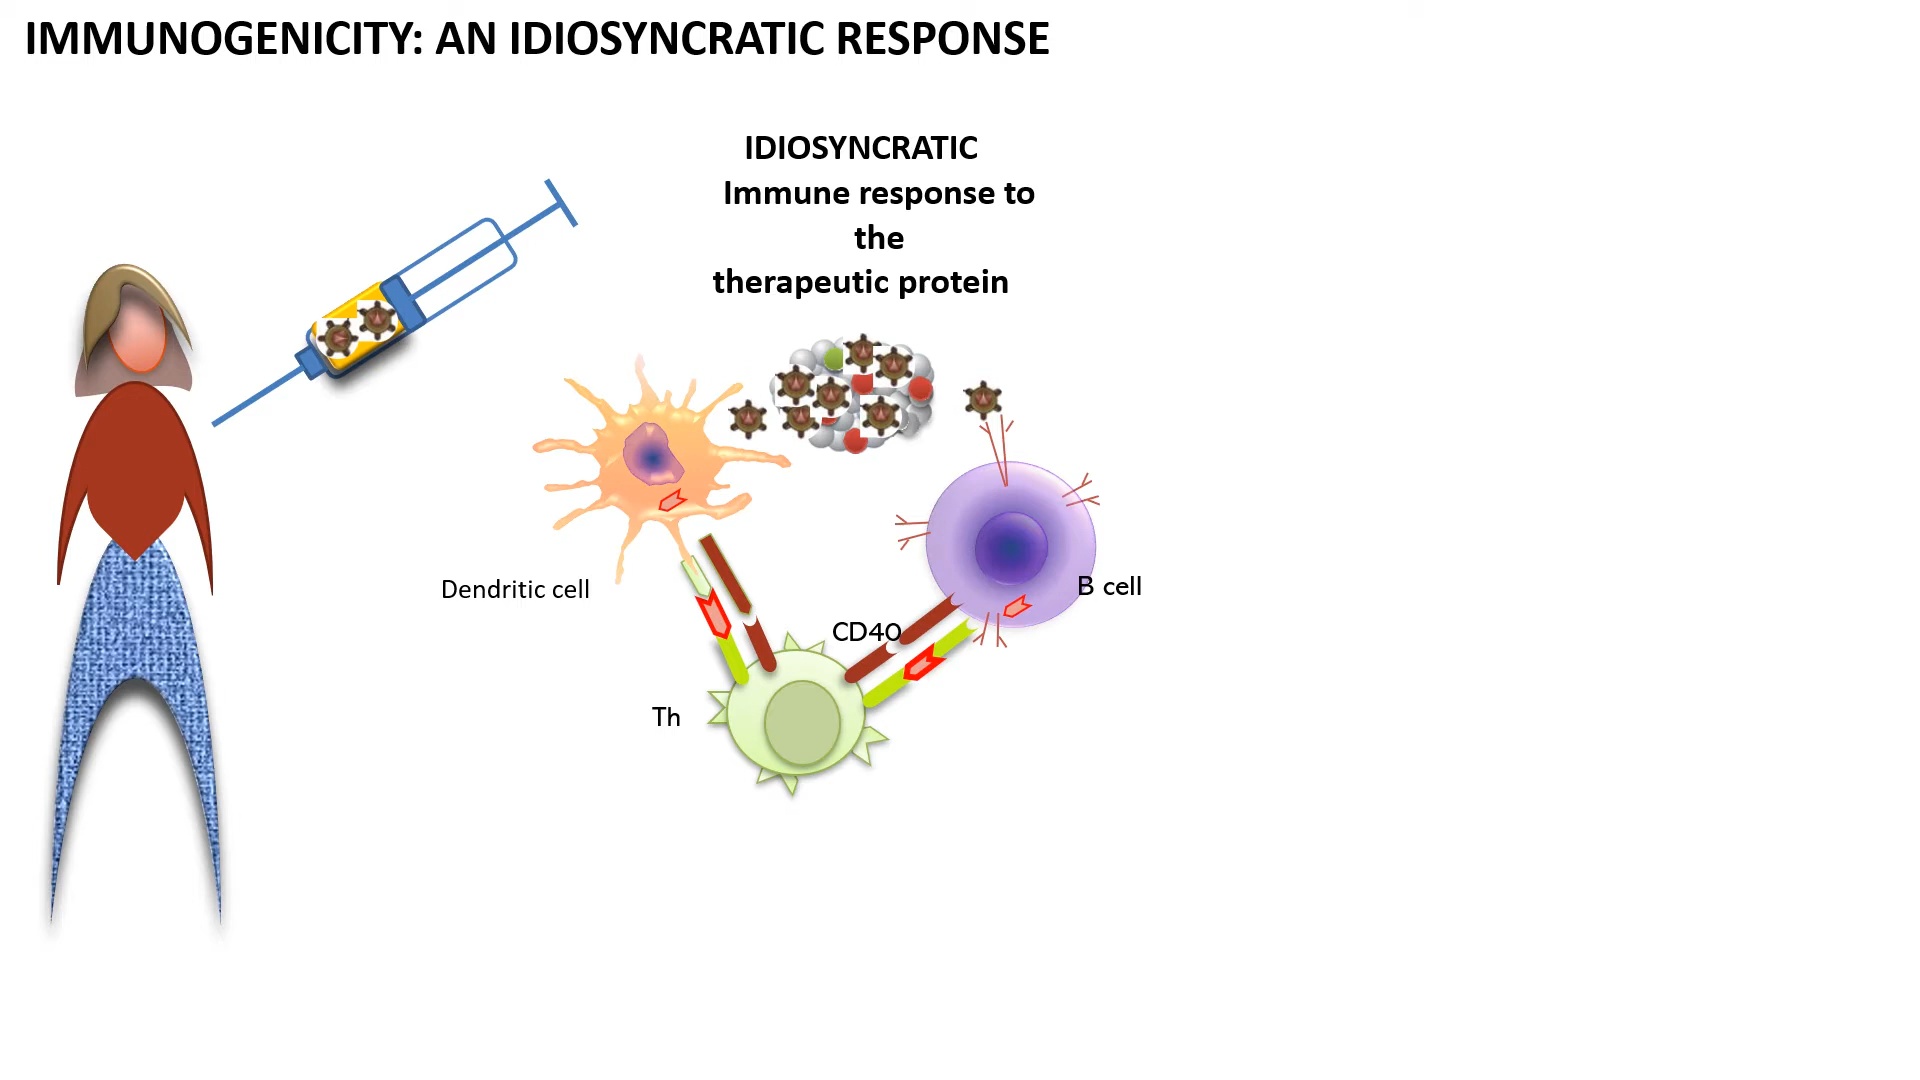 IMMUNOGENICITY: AN IDIOSYNCRATIC RESPONSE
IDIOSYNCRATIC
Immune response to
the
therapeutic protein
Dendritic cell
B cell
CD40
Th